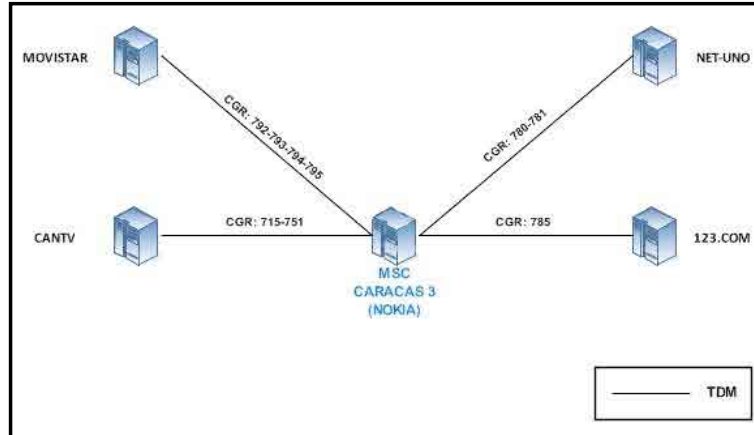 MOVISTAR
NET-UNO
CGR: 792-793-794-795
CGR: 780-781
CANTV
CGR: 715-751
CGR: 785
123.COM
MSC
CARACAS 3
(NOKIA)
TDM